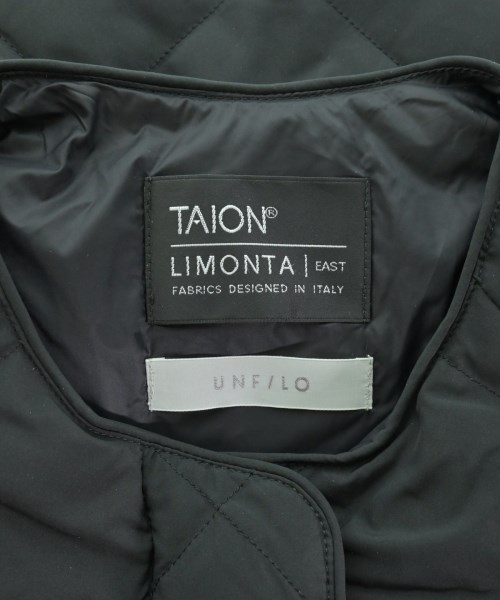 TAION®
LIMONTA | EAST
FABRICS DESIGNED IN ITALY
UNF/LO